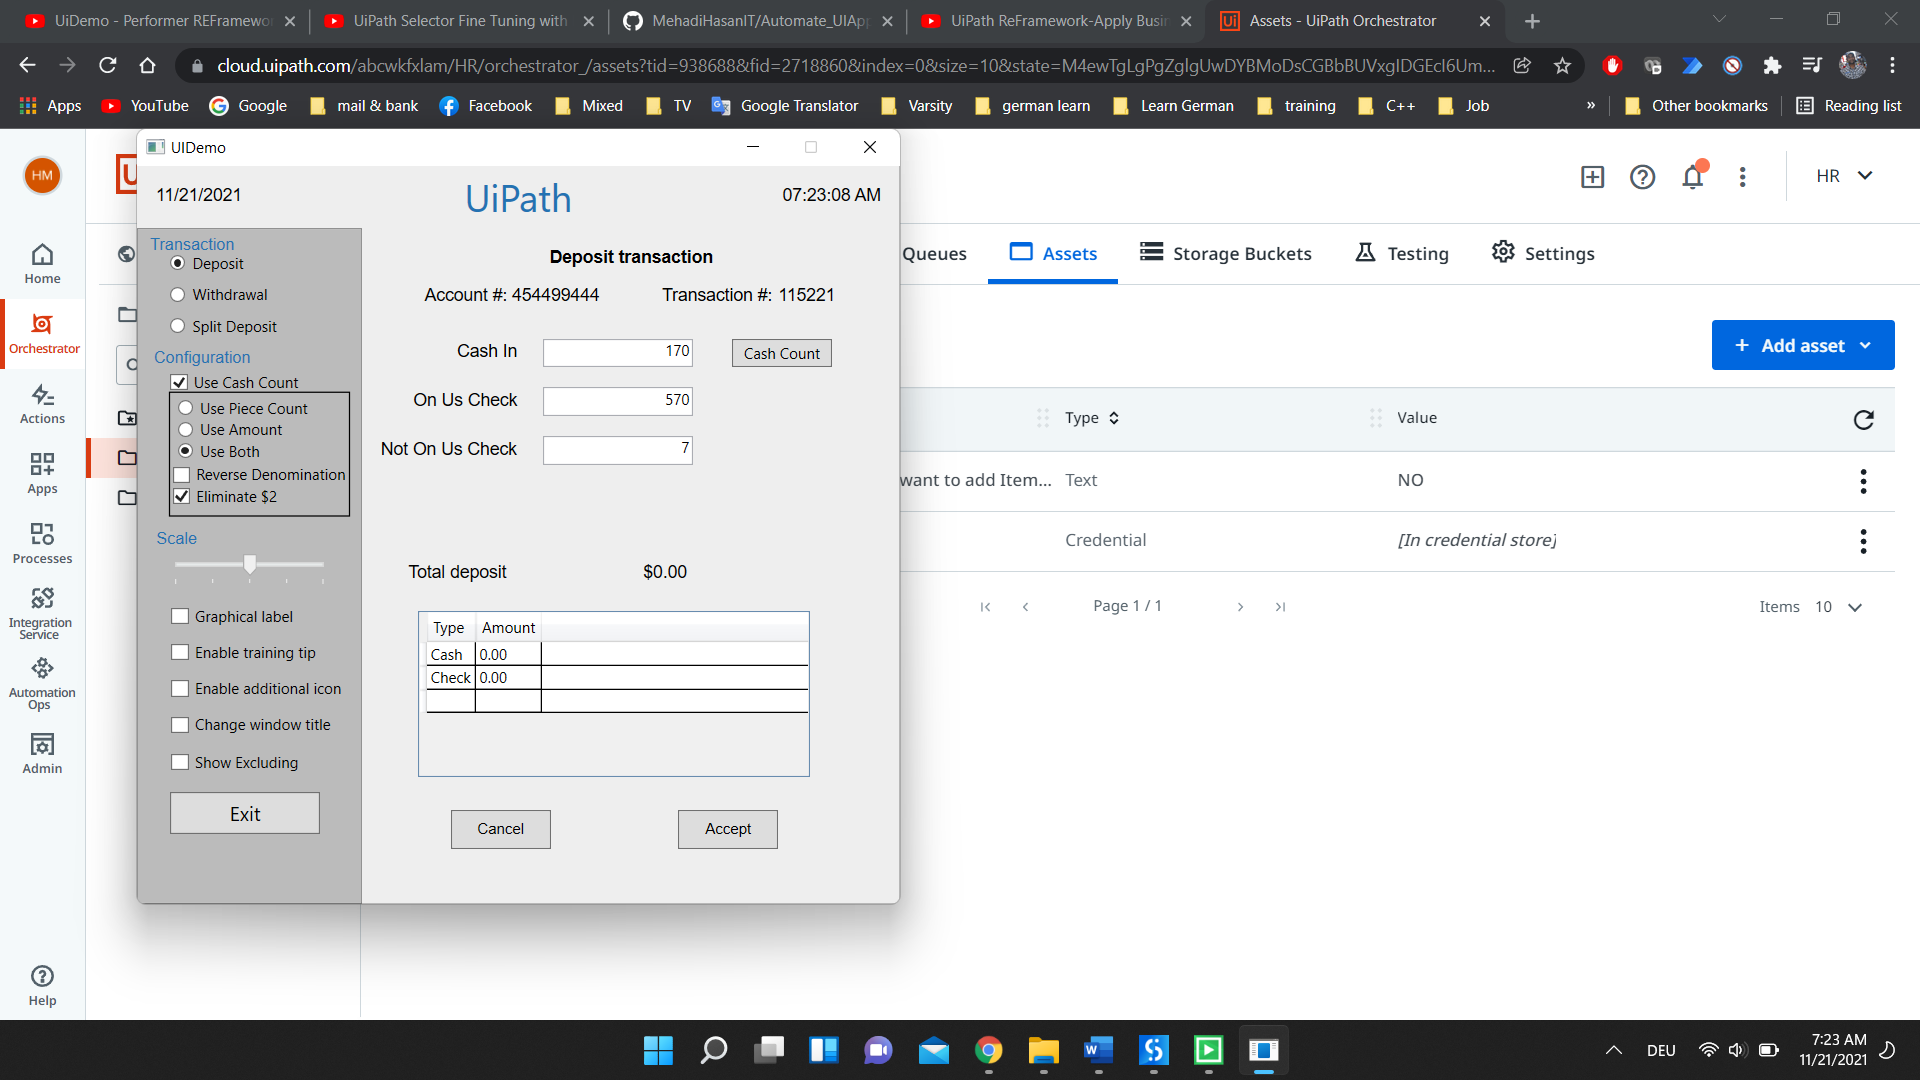 UiDemo - Performer REFramewo
UiPath Selector Fine Tuning with
MehadiHasanIT/Automate_UIApp
UiPath ReFramework-Apply Busin
Assets - UiPath Orchestrator
cloud.uipath.com/abcwkfxlam/HR/orchestrator_/assets?tid=938688&fid=2718860&index=0&size=10&state=M4ewTgLgPgZglgUwDYBMoDsCGBbBUVxgIDGEcI6Um...
Apps YouTube Google mail & bank Facebook Mixed TV Google Translator Varsity german learn Learn German training C++ Job » Other bookmarks Reading list
UIDemo
11/21/2021
UiPath
07:23:08 AM
Transaction
Deposit
Withdrawal
Split Deposit
Configuration
Use Cash Count
Use Piece Count
Use Amount
Use Both
Reverse Denomination
Eliminate $2
Scale
Graphical label
Enable training tip
Enable additional icon
Change window title
Show Excluding
Exit
Deposit transaction
Account #: 454499444 Transaction #: 115221
Cash In 170 Cash Count
On Us Check 570
Not On Us Check 7
Total deposit $0.00
Type Amount
Cash 0.00
Check 0.00
Cancel Accept
HM
Home
Orchestrator
Actions
Apps
Processes
Integration
Service
Automation
Ops
Admin
Help
HR
Queues Assets Storage Buckets Testing Settings
+ Add asset
Type Value
want to add Item... Text NO
Credential [In credential store]
Page 1 / 1 Items 10
DEU
7:23 AM
11/21/2021